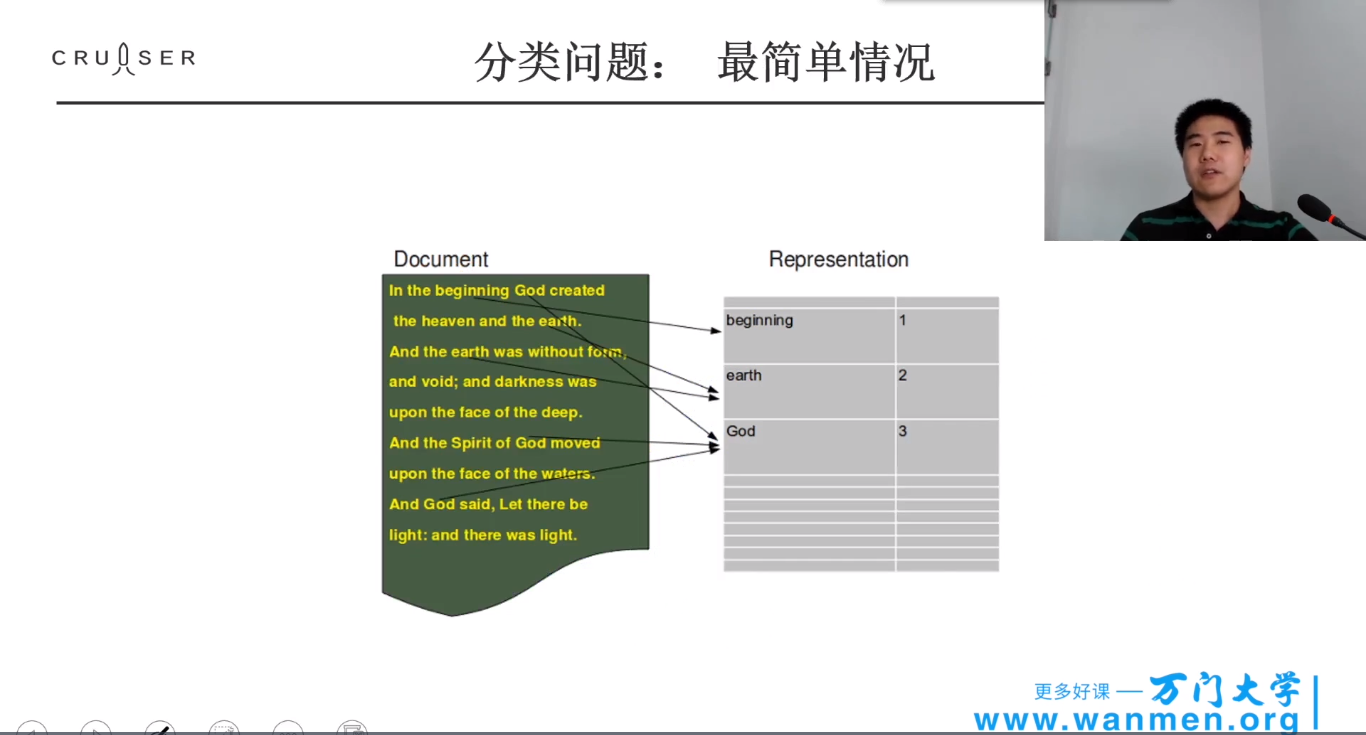 CRUISER
分类问题： 最简单情况
Document
Representation
In the beginning God created
the heaven and the earth.
And the earth was without form,
and void; and darkness was
upon the face of the deep.
And the Spirit of God moved
upon the face of the waters.
And God said, Let there be
light: and there was light.
beginning 1
earth 2
God 3
更多好课 — 万门大学
www.wanmen.org